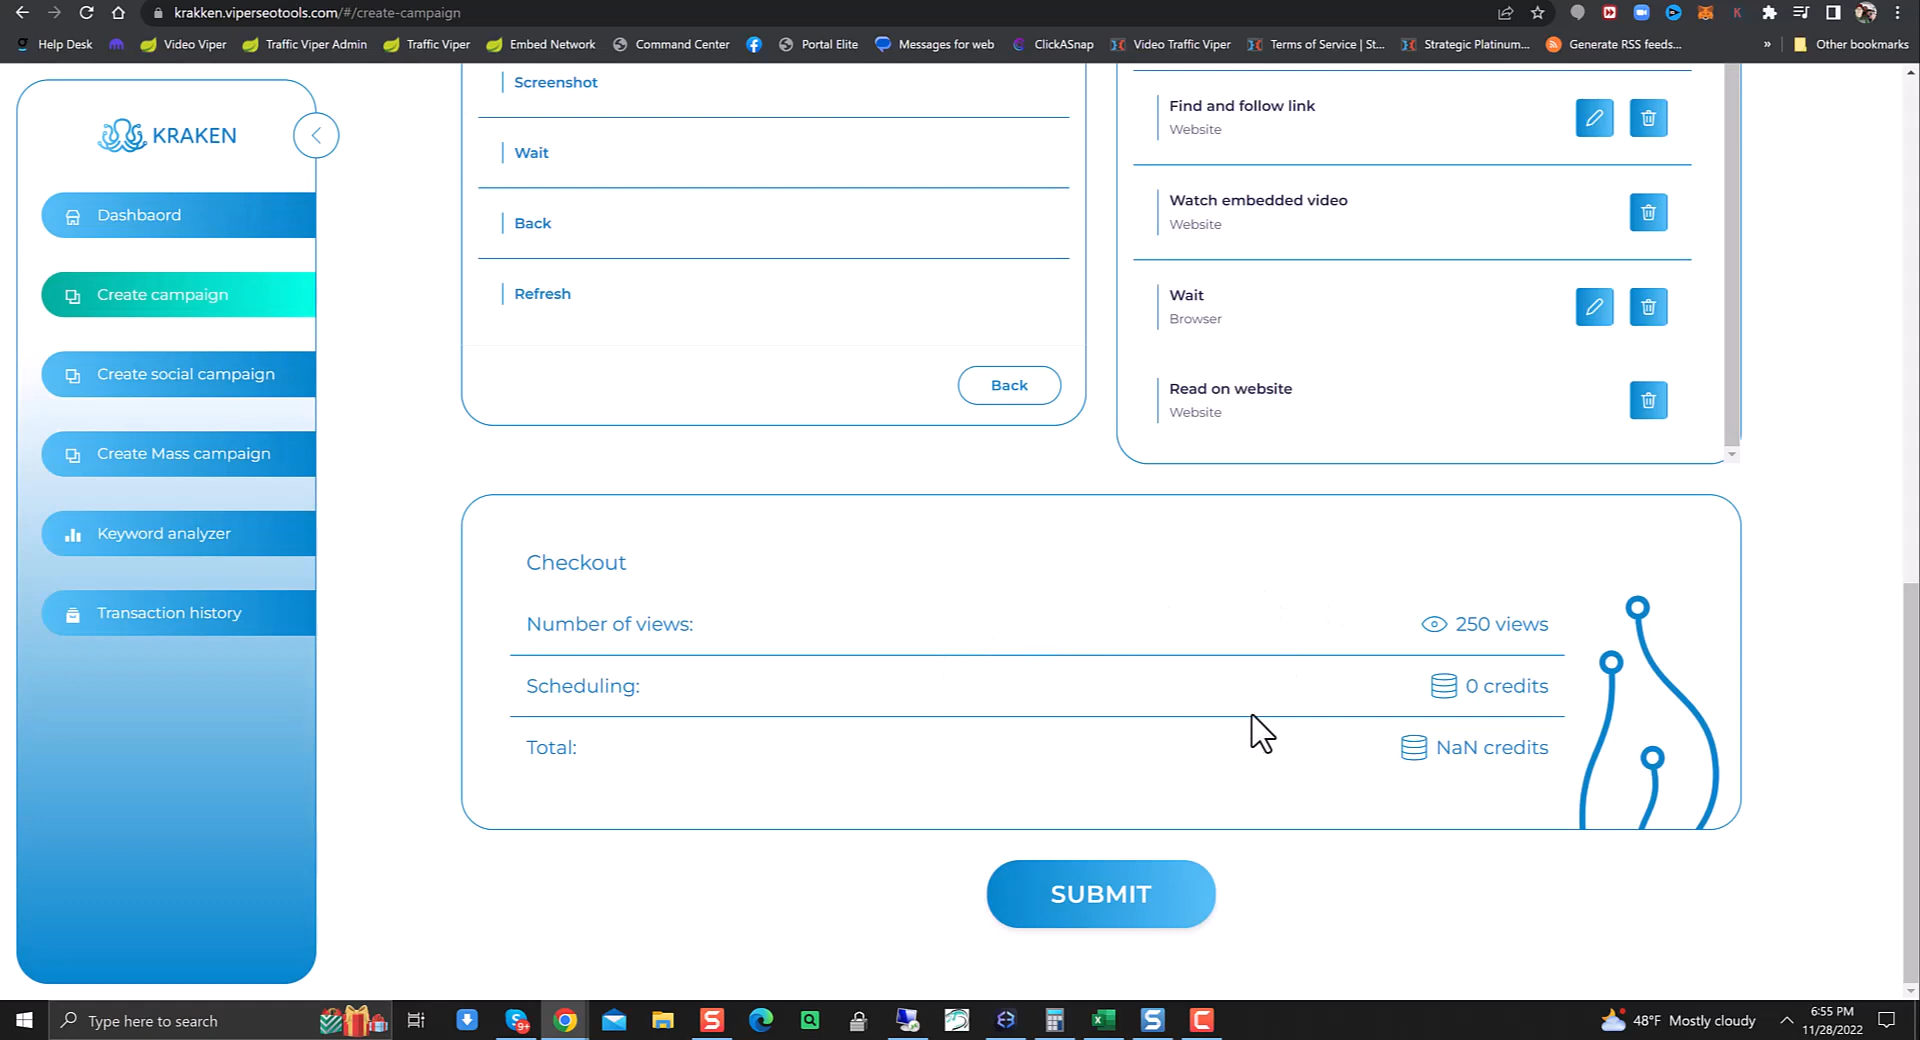 krakken.viperseotools.com/#/create-campaign
Help Desk
Video Viper
Traffic Viper Admin
Traffic Viper
Embed Network
Command Center
Portal Elite
Messages for web
ClickASnap
Video Traffic Viper
Terms of Service | St...
Strategic Platinum...
Generate RSS feeds...
»
Other bookmarks
KRAKEN
Dashbaord
Create campaign
Create social campaign
Create Mass campaign
Keyword analyzer
Transaction history
Screenshot
Wait
Back
Refresh
Back
Find and follow link
Website
Watch embedded video
Website
Wait
Browser
Read on website
Website
Checkout
Number of views:
250 views
Scheduling:
0 credits
Total:
NaN credits
SUBMIT
Type here to search
9+
48°F Mostly cloudy
6:55 PM
11/28/2022